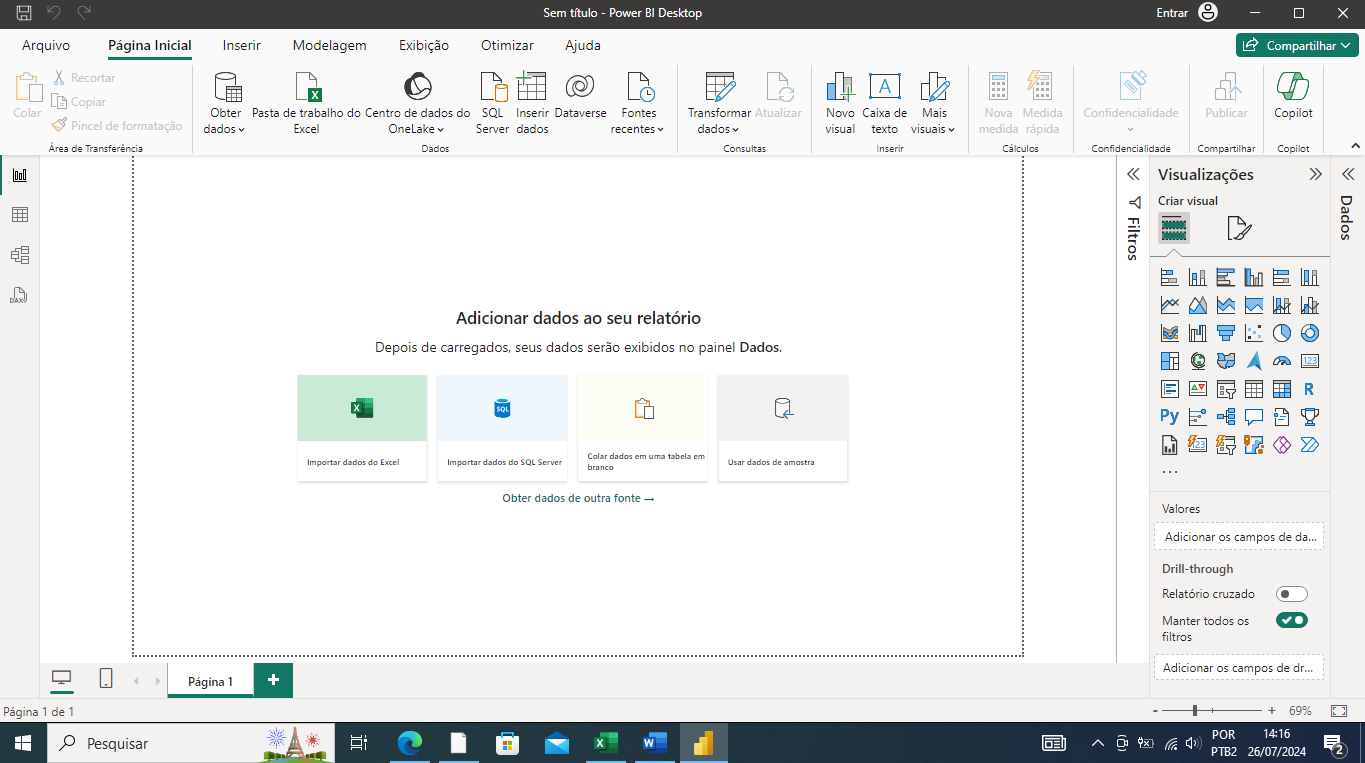 Sem título - Power BI Desktop
Entrar
Arquivo
Página Inicial
Inserir
Modelagem
Exibição
Otimizar
Ajuda
Compartilhar
Colar
Recortar
Copiar
Pincel de formatação
Área de Transferência
Obter
dados
Pasta de trabalho do
Excel
Centro de dados do
OneLake
SQL
Server
Inserir
dados
Dataverse
Fontes
recentes
Dados
Transformar
dados
Atualizar
Consultas
Novo
visual
Caixa de
texto
Mais
visuais
Inserir
Nova
medida
Medida
rápida
Cálculos
Confidencialidade
Confidencialidade
Publicar
Compartilhar
Copilot
Copilot
Adicionar dados ao seu relatório
Depois de carregados, seus dados serão exibidos no painel Dados.
SQL
Importar dados do Excel
Importar dados do SQL Server
Colar dados em uma tabela em
branco
Usar dados de amostra
Obter dados de outra fonte →
Filtros
Visualizações
Criar visual
123
R
Py
123
Valores
Adicionar os campos de da...
Drill-through
Relatório cruzado
Manter todos os
filtros
Adicionar os campos de dr...
Dados
DAX
Página 1
+
Página 1 de 1
- + 69%
Pesquisar
POR
PTB2
14:16
26/07/2024
2